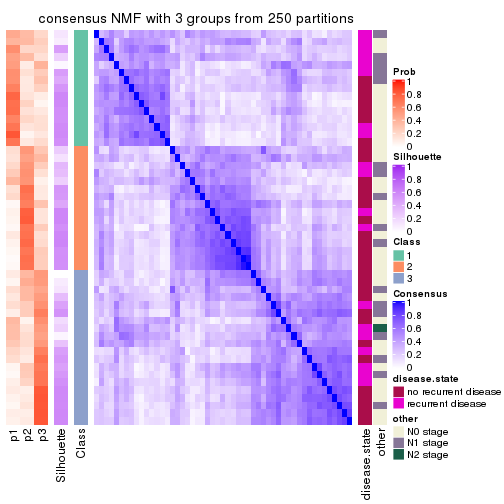 consensus NMF with 3 groups from 250 partitions
Prob
1
0.8
0.6
0.4
0.2
0
Silhouette
1
0.8
0.6
0.4
0.2
0
Class
1
2
3
Consensus
1
0.8
0.6
0.4
0.2
0
disease.state
no recurrent disease
recurrent disease
other
N0 stage
N1 stage
N2 stage
p1
p2
p3
Silhouette
Class
disease.state
other